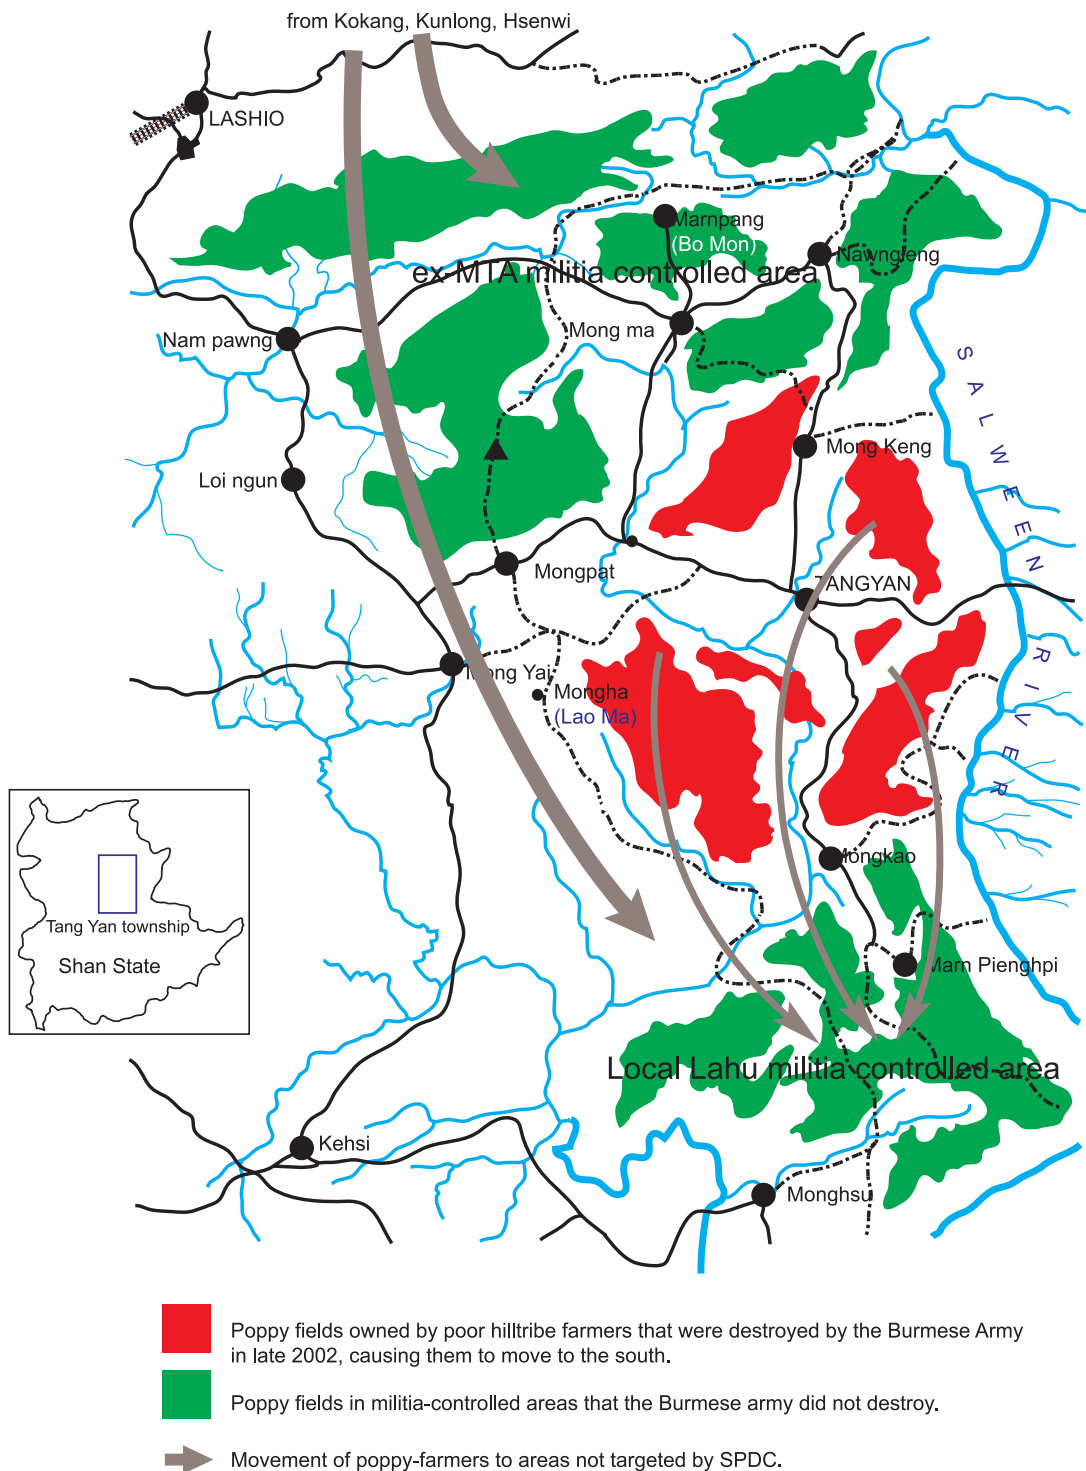 from Kokang, Kunlong, Hsenwi
LASHIO
Marnpang
(Bo Mon)
Nawngleng
ex-MTA militia controlled area
Mong ma
Nam pawng
SALWEEN RIVER
Mong Keng
Loi ngun
Mongpat
TANGYAN
Mong Yai
Mongha
(Lao Ma)
Mongkao
Tang Yan township
Shan State
Marn Pienghpi
Local Lahu militia controlled area
Kehsi
Monghsu
Poppy fields owned by poor hilltribe farmers that were destroyed by the Burmese Army
in late 2002, causing them to move to the south.
Poppy fields in militia-controlled areas that the Burmese army did not destroy.
Movement of poppy-farmers to areas not targeted by SPDC.